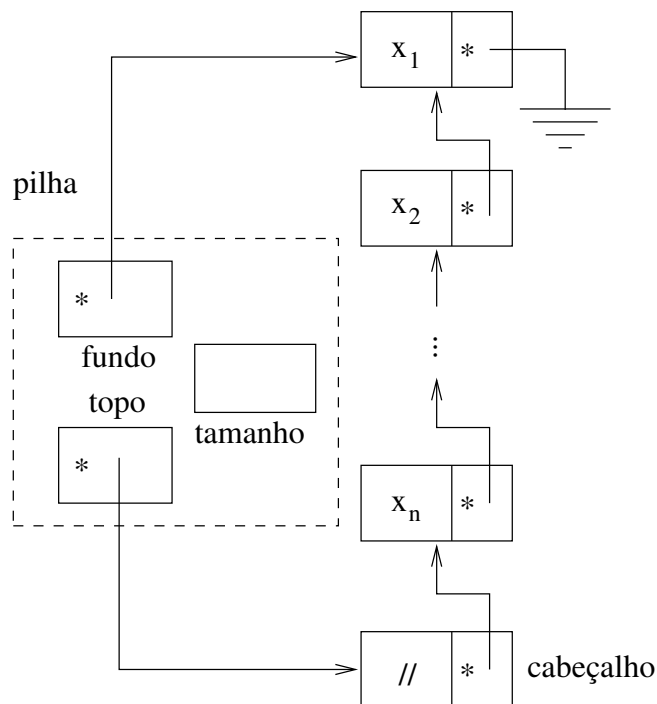 x1 *
pilha
x2 *
*
fundo
...
topo
tamanho
*
xn *
// * cabeçalho